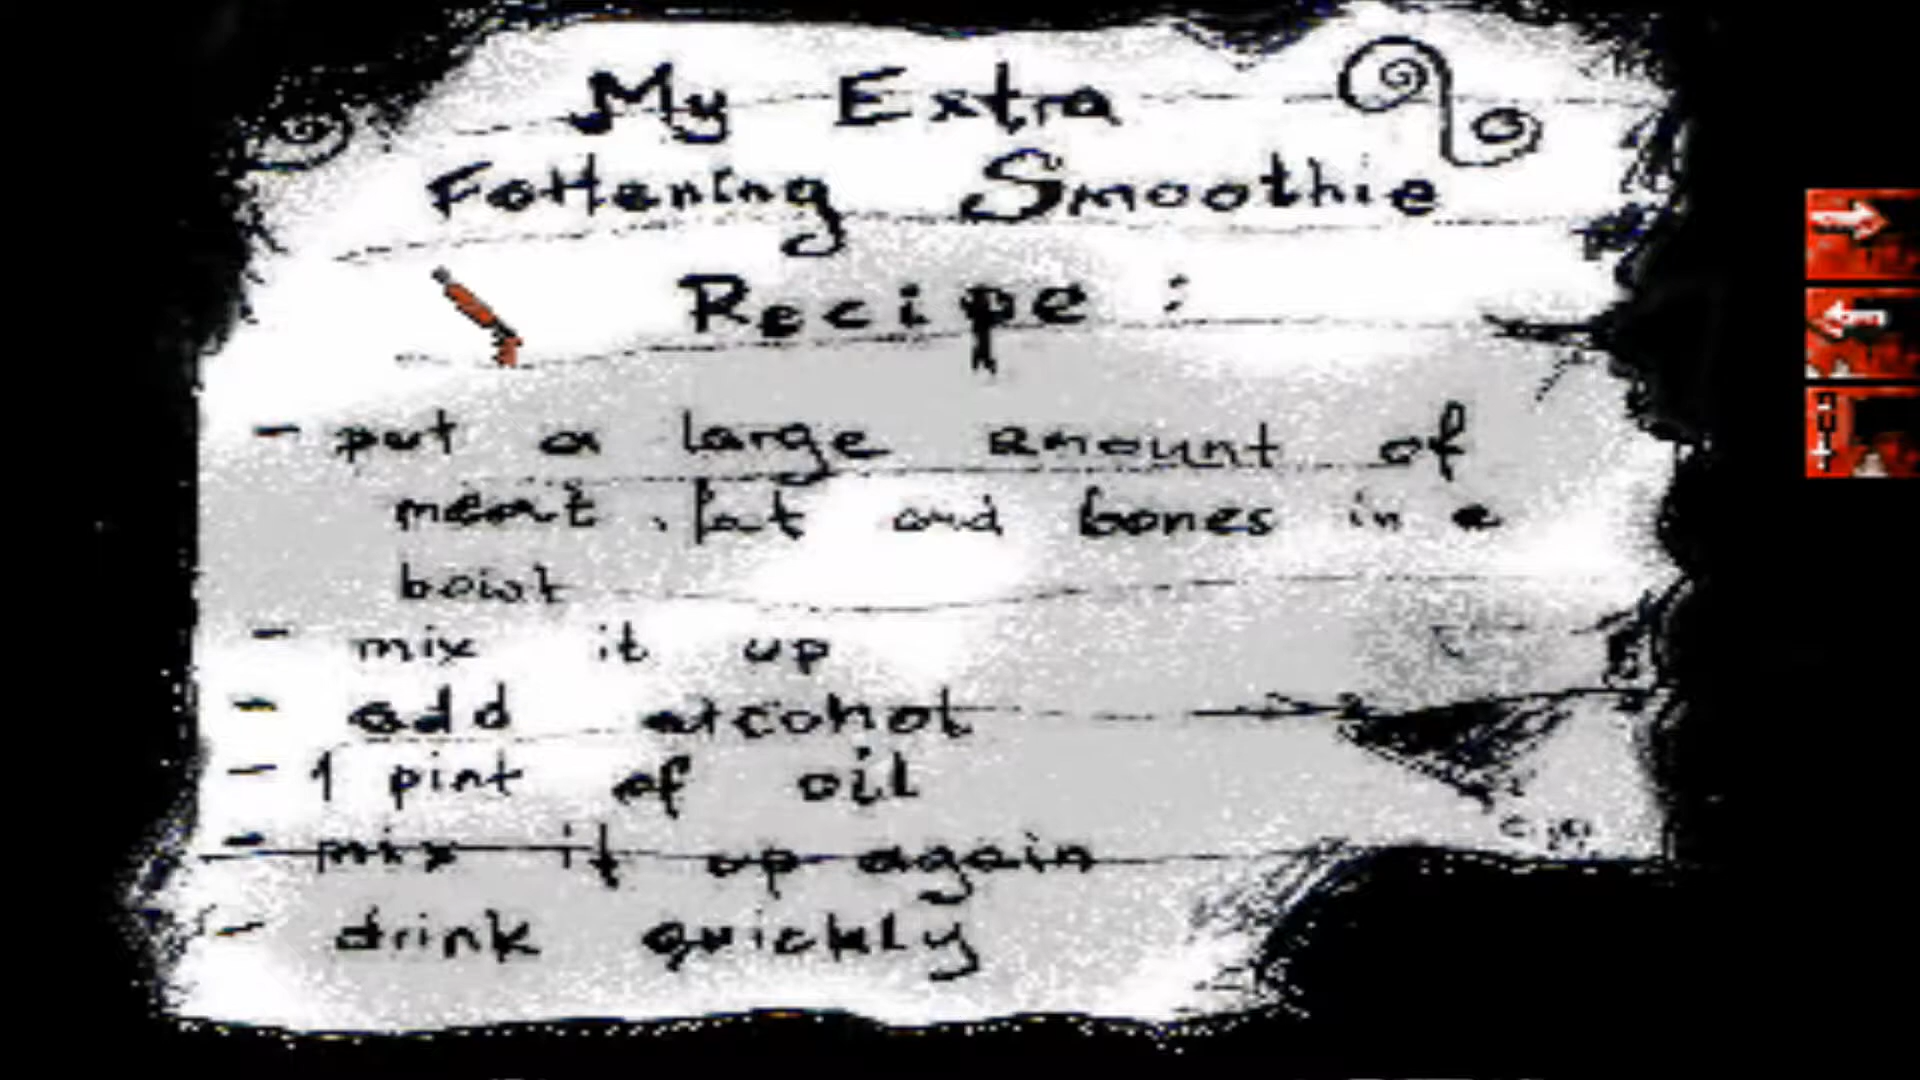 My Extra
Fattening Smoothie
Recipe :
- put a large amount of
meat, fat and bones in a
bowl
- mix it up
- add alcohol
- 1 pint of oil
- mix it up again
- drink quickly